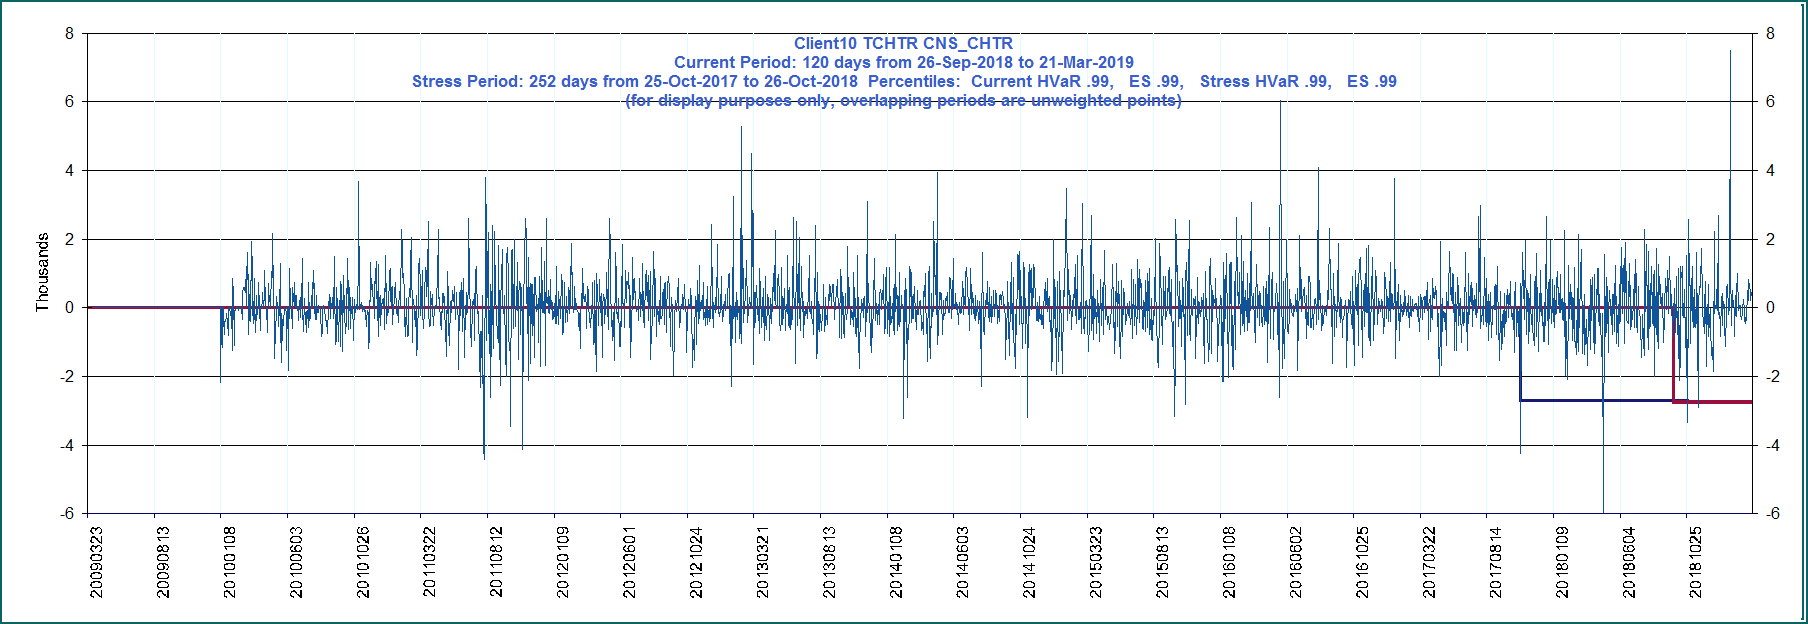 Client10 TCHTR CNS_CHTR
Current Period: 120 days from 26-Sep-2018 to 21-Mar-2019
Stress Period: 252 days from 25-Oct-2017 to 26-Oct-2018  Percentiles:  Current HVaR .99,   ES .99,   Stress HVaR .99,   ES .99
(for display purposes only, overlapping periods are unweighted points)
8 8
6 6
4 4
2 2
Thousands
0 0
-2 -2
-4 -4
-6 -6
20090323 20090813 20100108 20100603 20101026 20110322 20110812 20120109 20120601 20121024 20130321 20130813 20140108 20140603 20141024 20150323 20150813 20160108 20160602 20161025 20170322 20170814 20180109 20180604 20181025